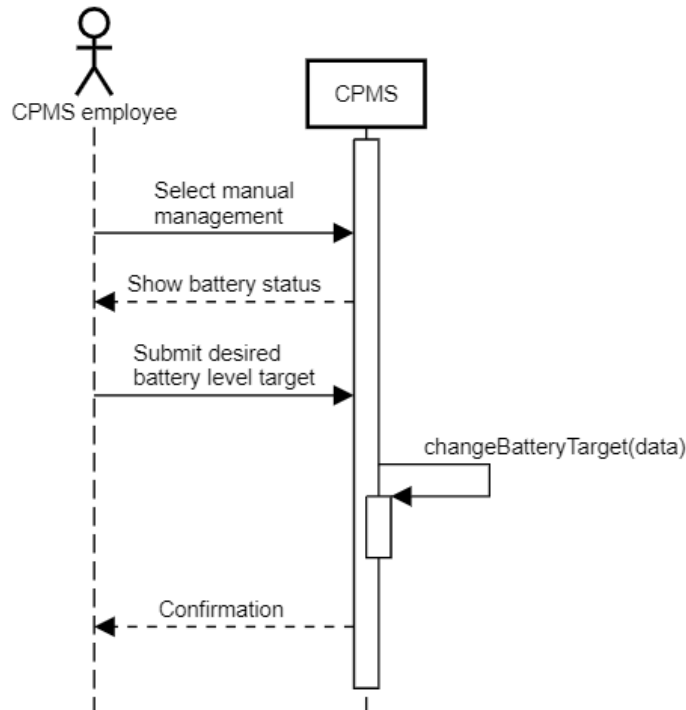 CPMS employee
CPMS
Select manual
management
Show battery status
Submit desired
battery level target
changeBatteryTarget(data)
Confirmation